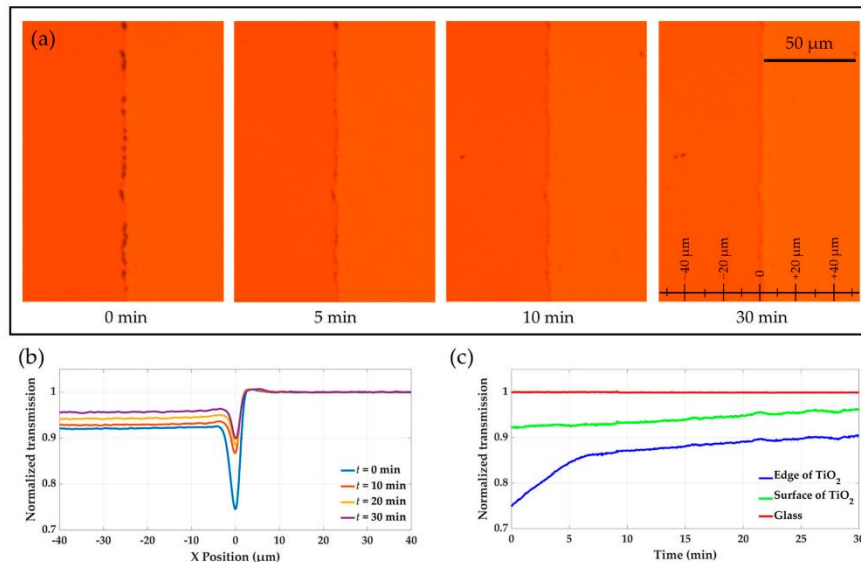 (a)
50 μm
−40 μm
−20 μm
0
+20 μm
+40 μm
0 min
5 min
10 min
30 min
(b)
Normalized transmission
1
0.9
0.8
0.7
t = 0 min
t = 10 min
t = 20 min
t = 30 min
-40 -30 -20 -10 0 10 20 30 40
X Position (μm)
(c)
Normalized transmission
1
0.9
0.8
0.7
Edge of TiO₂
Surface of TiO₂
Glass
0 5 10 15 20 25 30
Time (min)